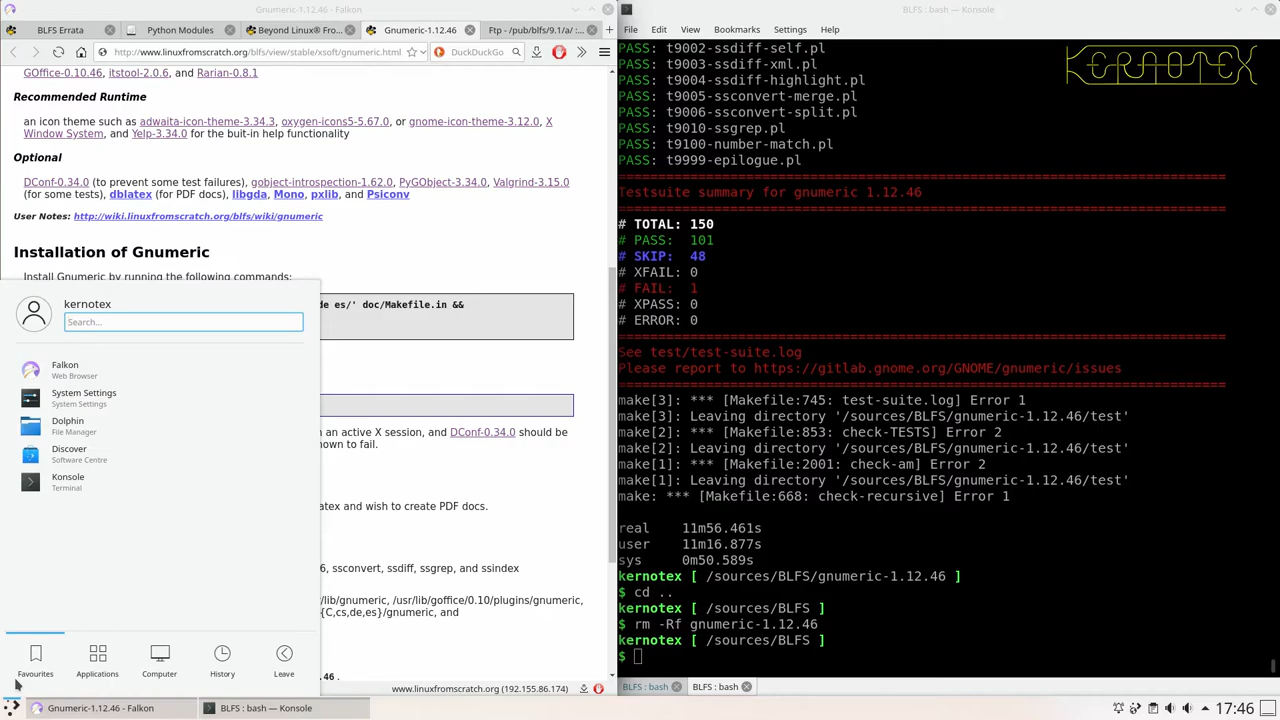 Gnumeric-1.12.46 - Falkon
BLFS Errata
Python Modules
Beyond Linux® Fro
Gnumeric-1.12.46
Ftp - /pub/blfs/9.1/a/ :
http://www.linuxfromscratch.org/blfs/view/stable/xsoft/gnumeric.html
DuckDuckGo
GOffice-0.10.46, itstool-2.0.6, and Rarian-0.8.1
Recommended Runtime
an icon theme such as adwaita-icon-theme-3.34.3, oxygen-icons5-5.67.0, or gnome-icon-theme-3.12.0, X
Window System, and Yelp-3.34.0 for the buit-in help functionality
Optional
DConf-0.34.0 (to prevent some test failures), gobject-introspection-1.62.0, PyGObject-3.34.0, Valgrind-3.15.0
(for some tests), dblatex (for PDF docs), libgda, Mono, pxlib, and Psiconv
User Notes: http://wiki.linuxfromscratch.org/blfs/wiki/gnumeric
Installation of Gnumeric
Install Gnumeric by running the following commands:
de es/' doc/Makefile.in &&
n an active X session, and DConf-0.34.0 should be
nown to fail.
atex and wish to create PDF docs.
6, ssconvert, ssdiff, ssgrep, and ssindex
/lib/gnumeric, /usr/lib/goffice/0.10/plugins/gnumeric,
{C,cs,de,es}/gnumeric, and
.46 .
www.linuxfromscratch.org (192.155.86.174)
kernotex
Search...
Falkon
Web Browser
System Settings
System Settings
Dolphin
File Manager
Discover
Software Centre
Konsole
Terminal
Favourites
Applications
Computer
History
Leave
BLFS : bash — Konsole
File Edit View Bookmarks Settings Help
KERNOTEX
PASS: t9002-ssdiff-self.pl
PASS: t9003-ssdiff-xml.pl
PASS: t9004-ssdiff-highlight.pl
PASS: t9005-ssconvert-merge.pl
PASS: t9006-ssconvert-split.pl
PASS: t9010-ssgrep.pl
PASS: t9100-number-match.pl
PASS: t9999-epilogue.pl
============================================================================
Testsuite summary for gnumeric 1.12.46
============================================================================
# TOTAL: 150
# PASS:  101
# SKIP:  48
# XFAIL: 0
# FAIL:  1
# XPASS: 0
# ERROR: 0
============================================================================
See test/test-suite.log
Please report to https://gitlab.gnome.org/GNOME/gnumeric/issues
============================================================================
make[3]: *** [Makefile:745: test-suite.log] Error 1
make[3]: Leaving directory '/sources/BLFS/gnumeric-1.12.46/test'
make[2]: *** [Makefile:853: check-TESTS] Error 2
make[2]: Leaving directory '/sources/BLFS/gnumeric-1.12.46/test'
make[1]: *** [Makefile:2001: check-am] Error 2
make[1]: Leaving directory '/sources/BLFS/gnumeric-1.12.46/test'
make: *** [Makefile:668: check-recursive] Error 1
real    11m56.461s
user    11m16.877s
sys     0m50.589s
kernotex [ /sources/BLFS/gnumeric-1.12.46 ]
$ cd ..
kernotex [ /sources/BLFS ]
$ rm -Rf gnumeric-1.12.46
kernotex [ /sources/BLFS ]
$
BLFS : bash
BLFS : bash
Gnumeric-1.12.46 - Falkon
BLFS : bash — Konsole
17:46